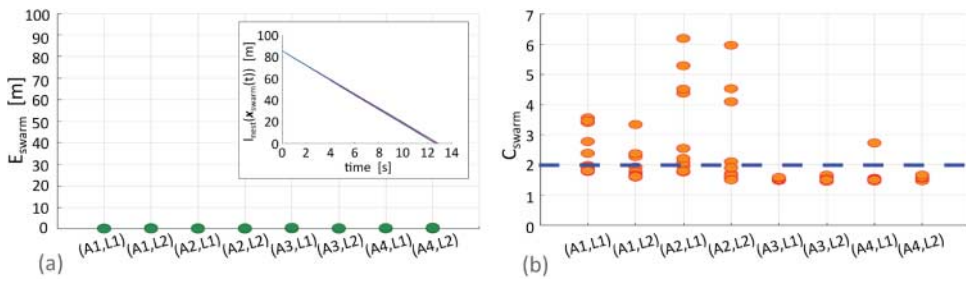 E_swarm [m]
100
90
80
70
60
50
40
30
20
10
0
(A1,L1) (A1,L2) (A2,L1) (A2,L2) (A3,L1) (A3,L2) (A4,L1) (A4,L2)
(a)
I_nest(x_swarm(t)) [m]
100
80
60
40
20
0
0 2 4 6 8 10 12 14
time [s]
C_swarm
7
6
5
4
3
2
1
0
(A1,L1) (A1,L2) (A2,L1) (A2,L2) (A3,L1) (A3,L2) (A4,L1) (A4,L2)
(b)